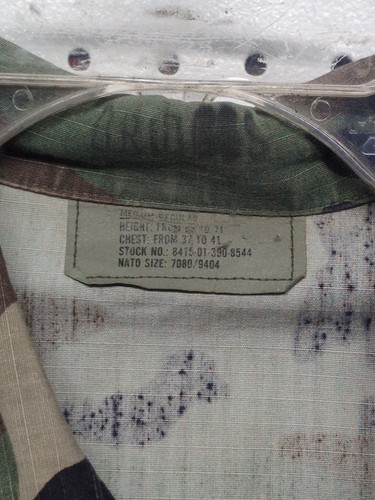 MEDIUM REGULAR
HEIGHT: FROM 67 TO 71
CHEST: FROM 37 TO 41
STOCK NO.: 8415-01-390-8544
NATO SIZE: 7080/9404